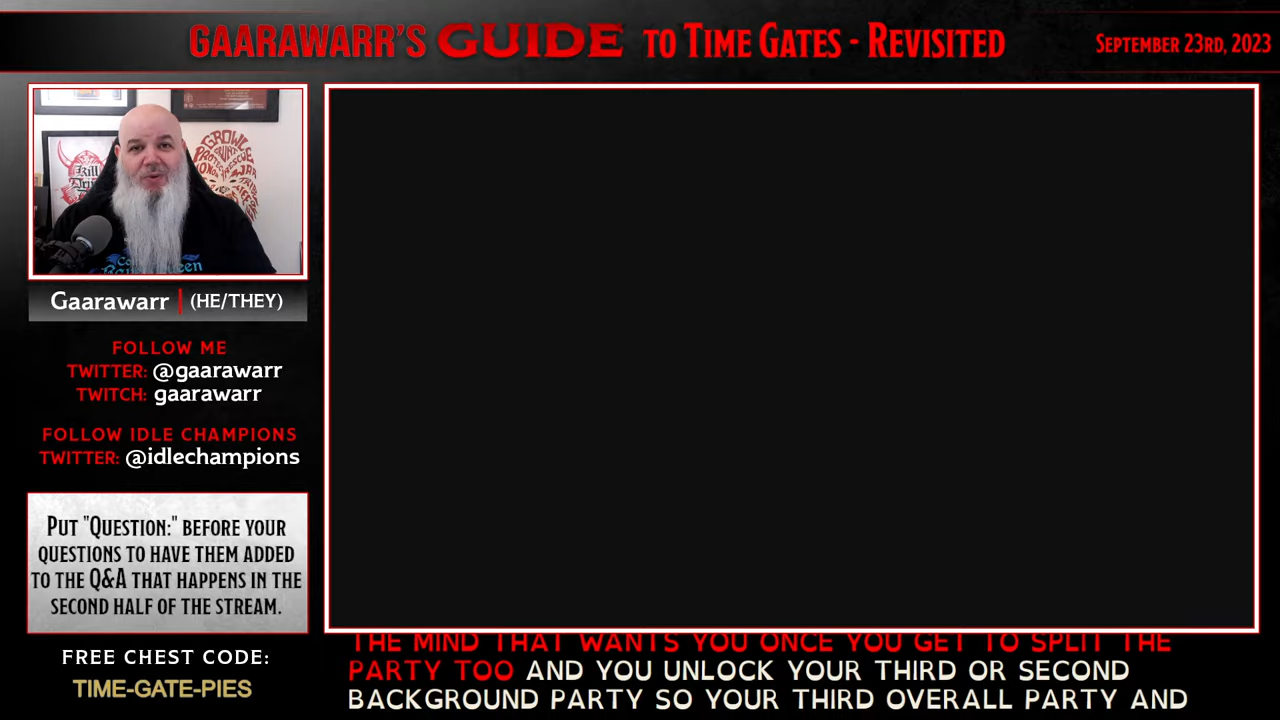 GAARAWARR'S GUIDE TO TIME GATES - REVISITED
SEPTEMBER 23RD, 2023
Gaarawarr | (HE/THEY)
FOLLOW ME
TWITTER: @gaarawarr
TWITCH: gaarawarr
FOLLOW IDLE CHAMPIONS
TWITTER: @idlechampions
PUT "QUESTION:" BEFORE YOUR
QUESTIONS TO HAVE THEM ADDED
TO THE Q&A THAT HAPPENS IN THE
SECOND HALF OF THE STREAM.
FREE CHEST CODE:
TIME-GATE-PIES
THE MIND THAT WANTS YOU ONCE YOU GET TO SPLIT THE
PARTY TOO AND YOU UNLOCK YOUR THIRD OR SECOND
BACKGROUND PARTY SO YOUR THIRD OVERALL PARTY AND